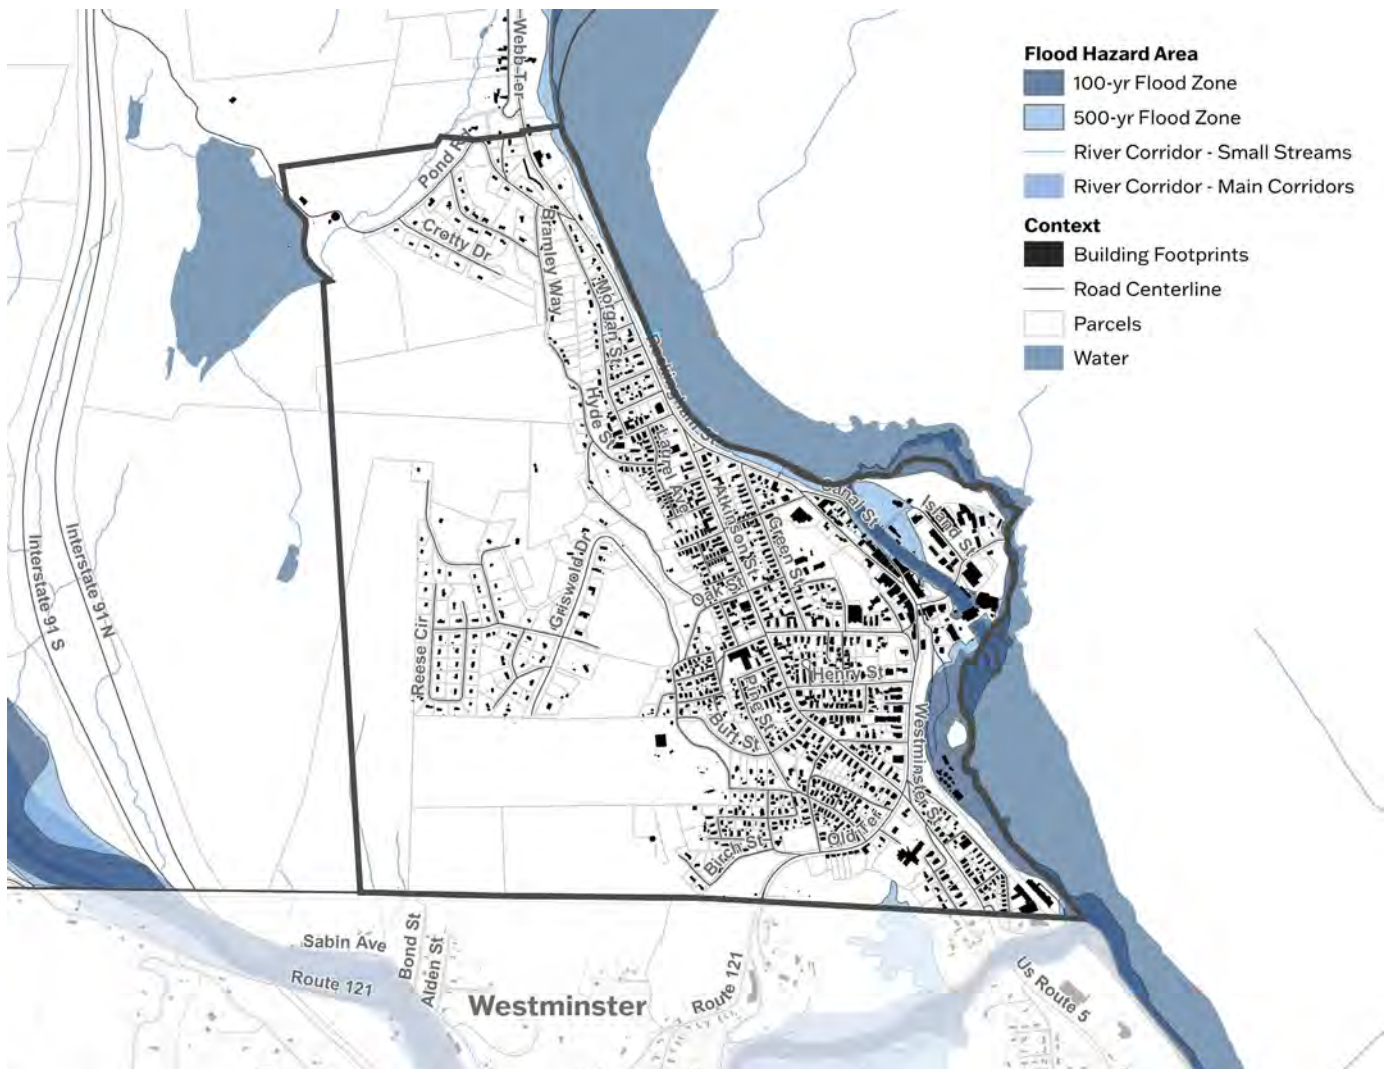 Flood Hazard Area
100-yr Flood Zone
500-yr Flood Zone
River Corridor - Small Streams
River Corridor - Main Corridors
Context
Building Footprints
Road Centerline
Parcels
Water
Webb Ter
Pond Rd
Crotty Dr
Bramley Way
Morgan St
Rockingham St
Hyde St
Laurel Ave
Atkinson St
Green St
Canal St
Island St
Interstate 91 S
Interstate 91 N
Griswold Dr
Oak St
Reese Cir
Henry St
Pine St
Burt St
Westminster St
Old Ter
Birch St
Sabin Ave
Bond St
Alden St
Route 121
Westminster
Route 121
Us Route 5